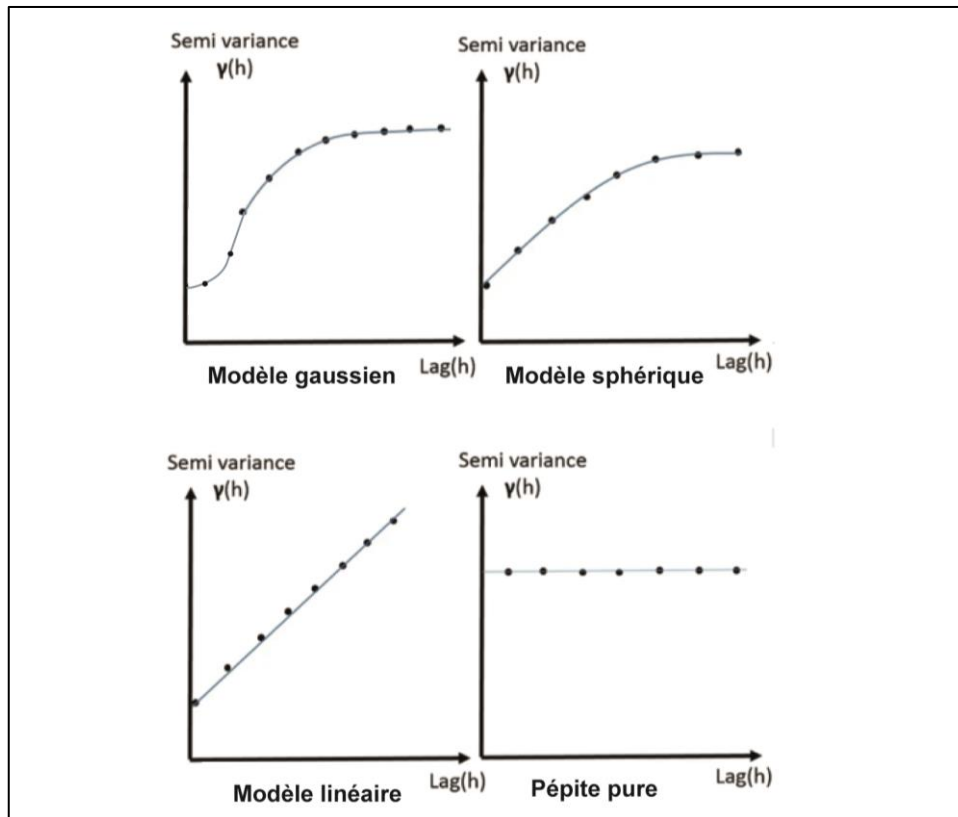 Semi variance
γ(h)
Lag(h)
Modèle gaussien
Semi variance
γ(h)
Lag(h)
Modèle sphérique
Semi variance
γ(h)
Lag(h)
Modèle linéaire
Semi variance
γ(h)
Lag(h)
Pépite pure